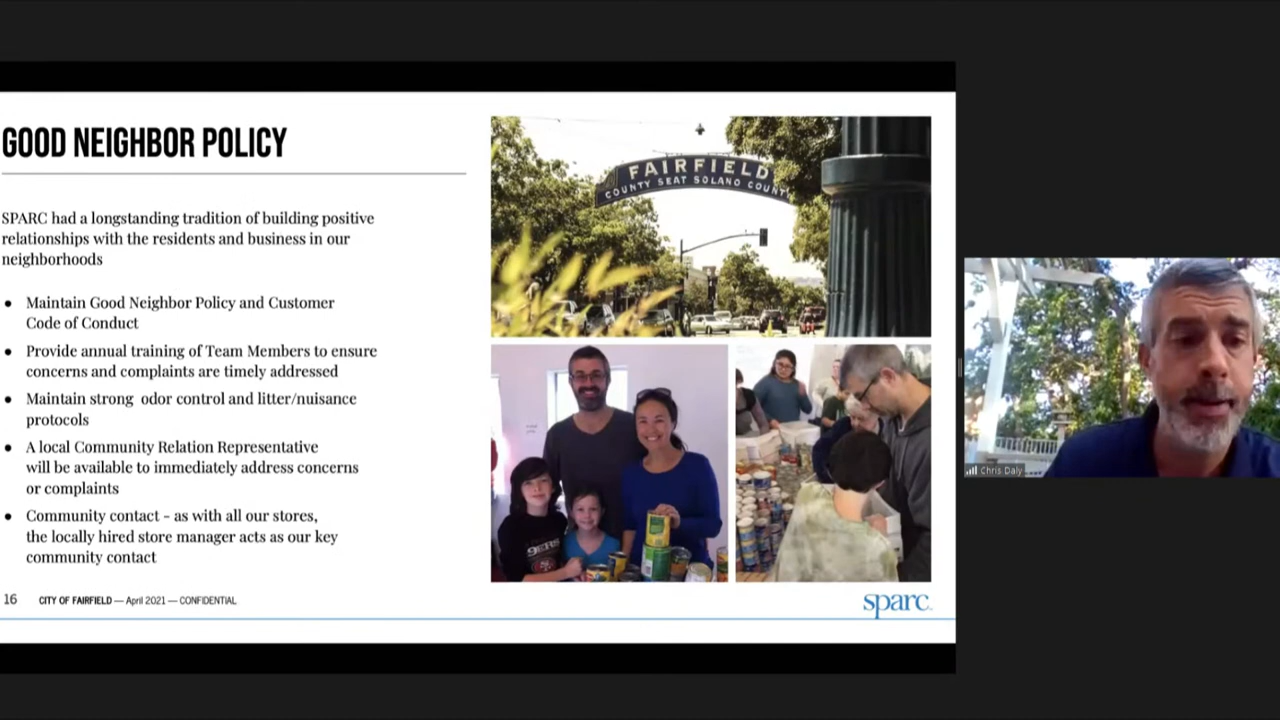 GOOD NEIGHBOR POLICY
SPARC had a longstanding tradition of building positive
relationships with the residents and business in our
neighborhoods
● Maintain Good Neighbor Policy and Customer
Code of Conduct
● Provide annual training of Team Members to ensure
concerns and complaints are timely addressed
● Maintain strong odor control and litter/nuisance
protocols
● A local Community Relation Representative
will be available to immediately address concerns
or complaints
● Community contact - as with all our stores,
the locally hired store manager acts as our key
community contact
16 CITY OF FAIRFIELD — April 2021 — CONFIDENTIAL
FAIRFIELD
COUNTY SEAT SOLANO COUNTY
49ERS
sparc
Chris Daly